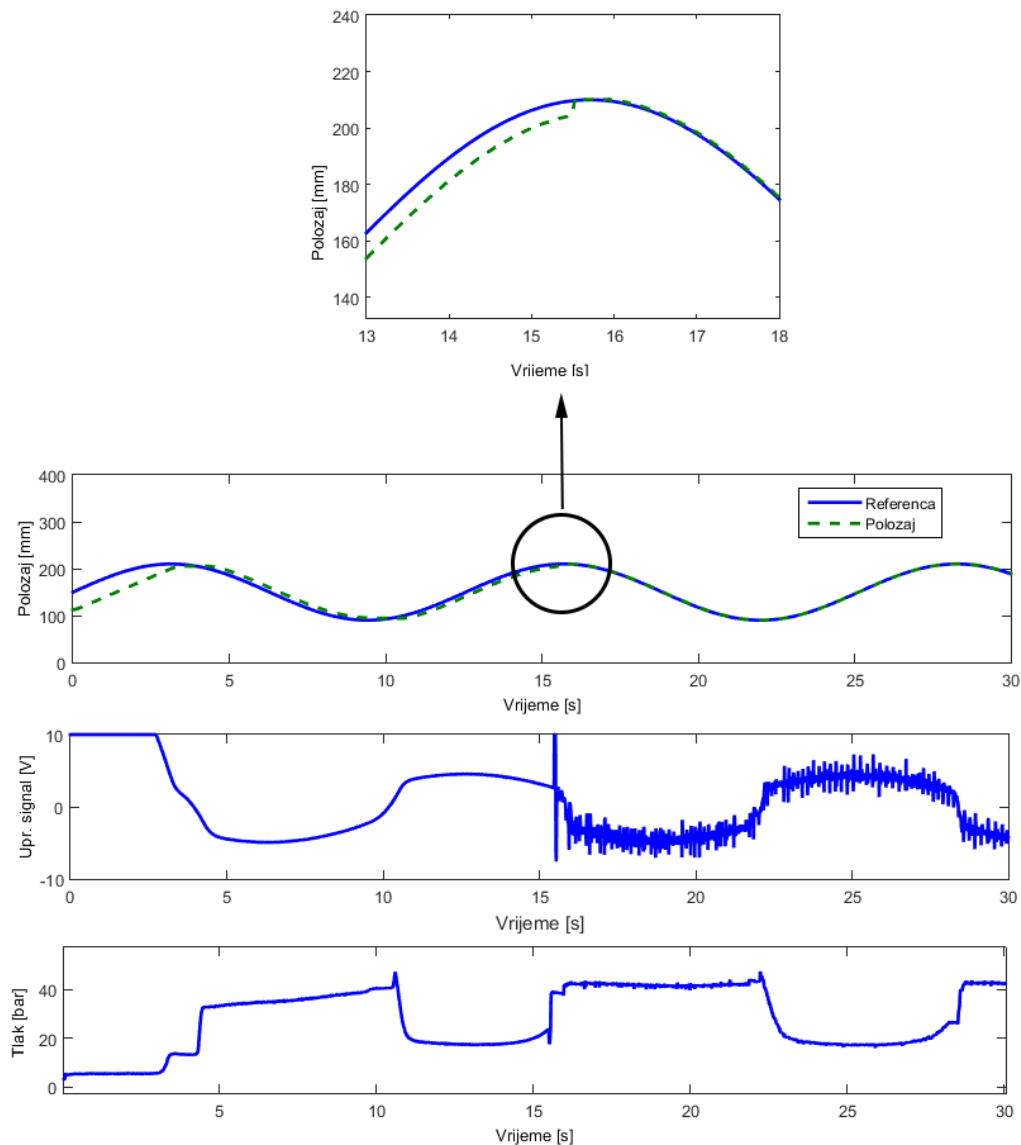 240
220
200
180
160
140
Polozaj [mm]
13 14 15 16 17 18
Vrijeme [s]
400
300
200
100
0
Polozaj [mm]
Referenca
Polozaj
0 5 10 15 20 25 30
Vrijeme [s]
10
0
-10
Upr. signal [V]
0 5 10 15 20 25 30
Vrijeme [s]
40
20
0
Tlak [bar]
5 10 15 20 25 30
Vrijeme [s]